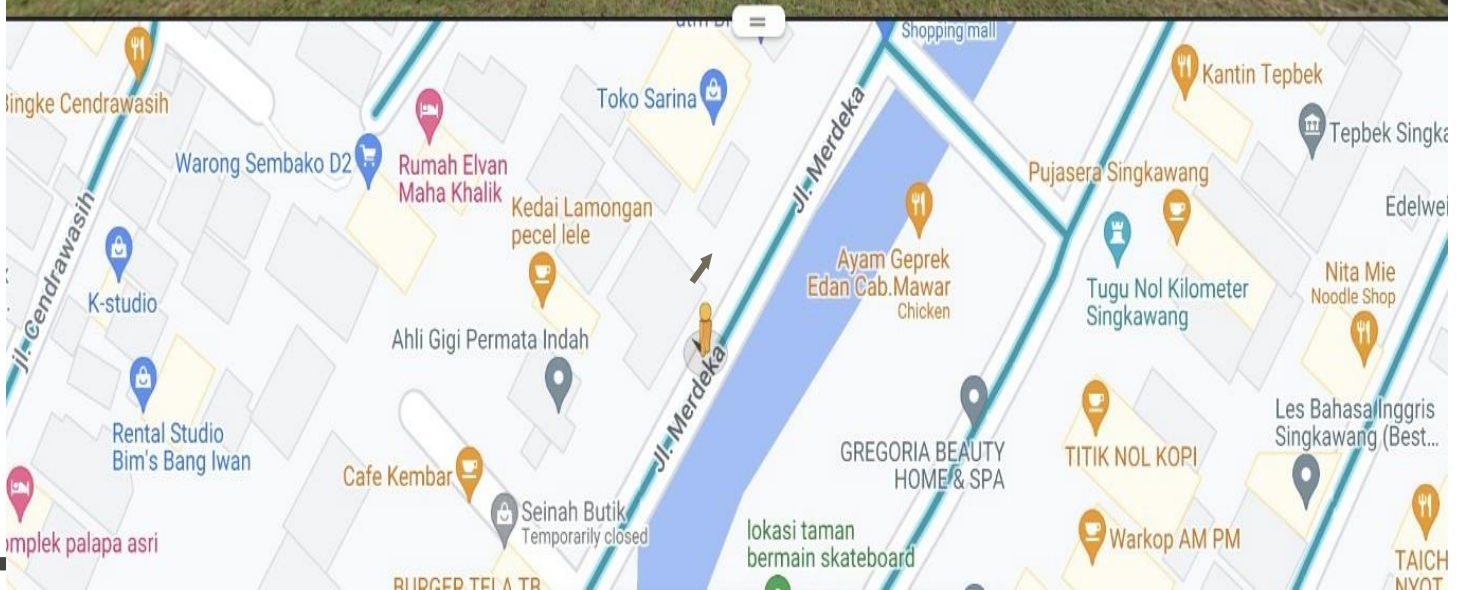 Shopping mall
Bingke Cendrawasih
Toko Sarina
Kantin Tepbek
Tepbek Singka
Jl. Merdeka
Warong Sembako D2
Rumah Elvan
Maha Khalik
Pujasera Singkawang
jl. Cendrawasih
Kedai Lamongan
pecel lele
Edelwei
K-studio
Ayam Geprek
Edan Cab.Mawar
Chicken
Tugu Nol Kilometer
Singkawang
Nita Mie
Noodle Shop
Ahli Gigi Permata Indah
Jl. Merdeka
Rental Studio
Bim's Bang Iwan
Les Bahasa Inggris
Singkawang (Best...
GREGORIA BEAUTY
HOME & SPA
TITIK NOL KOPI
Cafe Kembar
Seinah Butik
Temporarily closed
omplek palapa asri
lokasi taman
bermain skateboard
Warkop AM PM
TAICH
NYOT
BURGER TELA TB